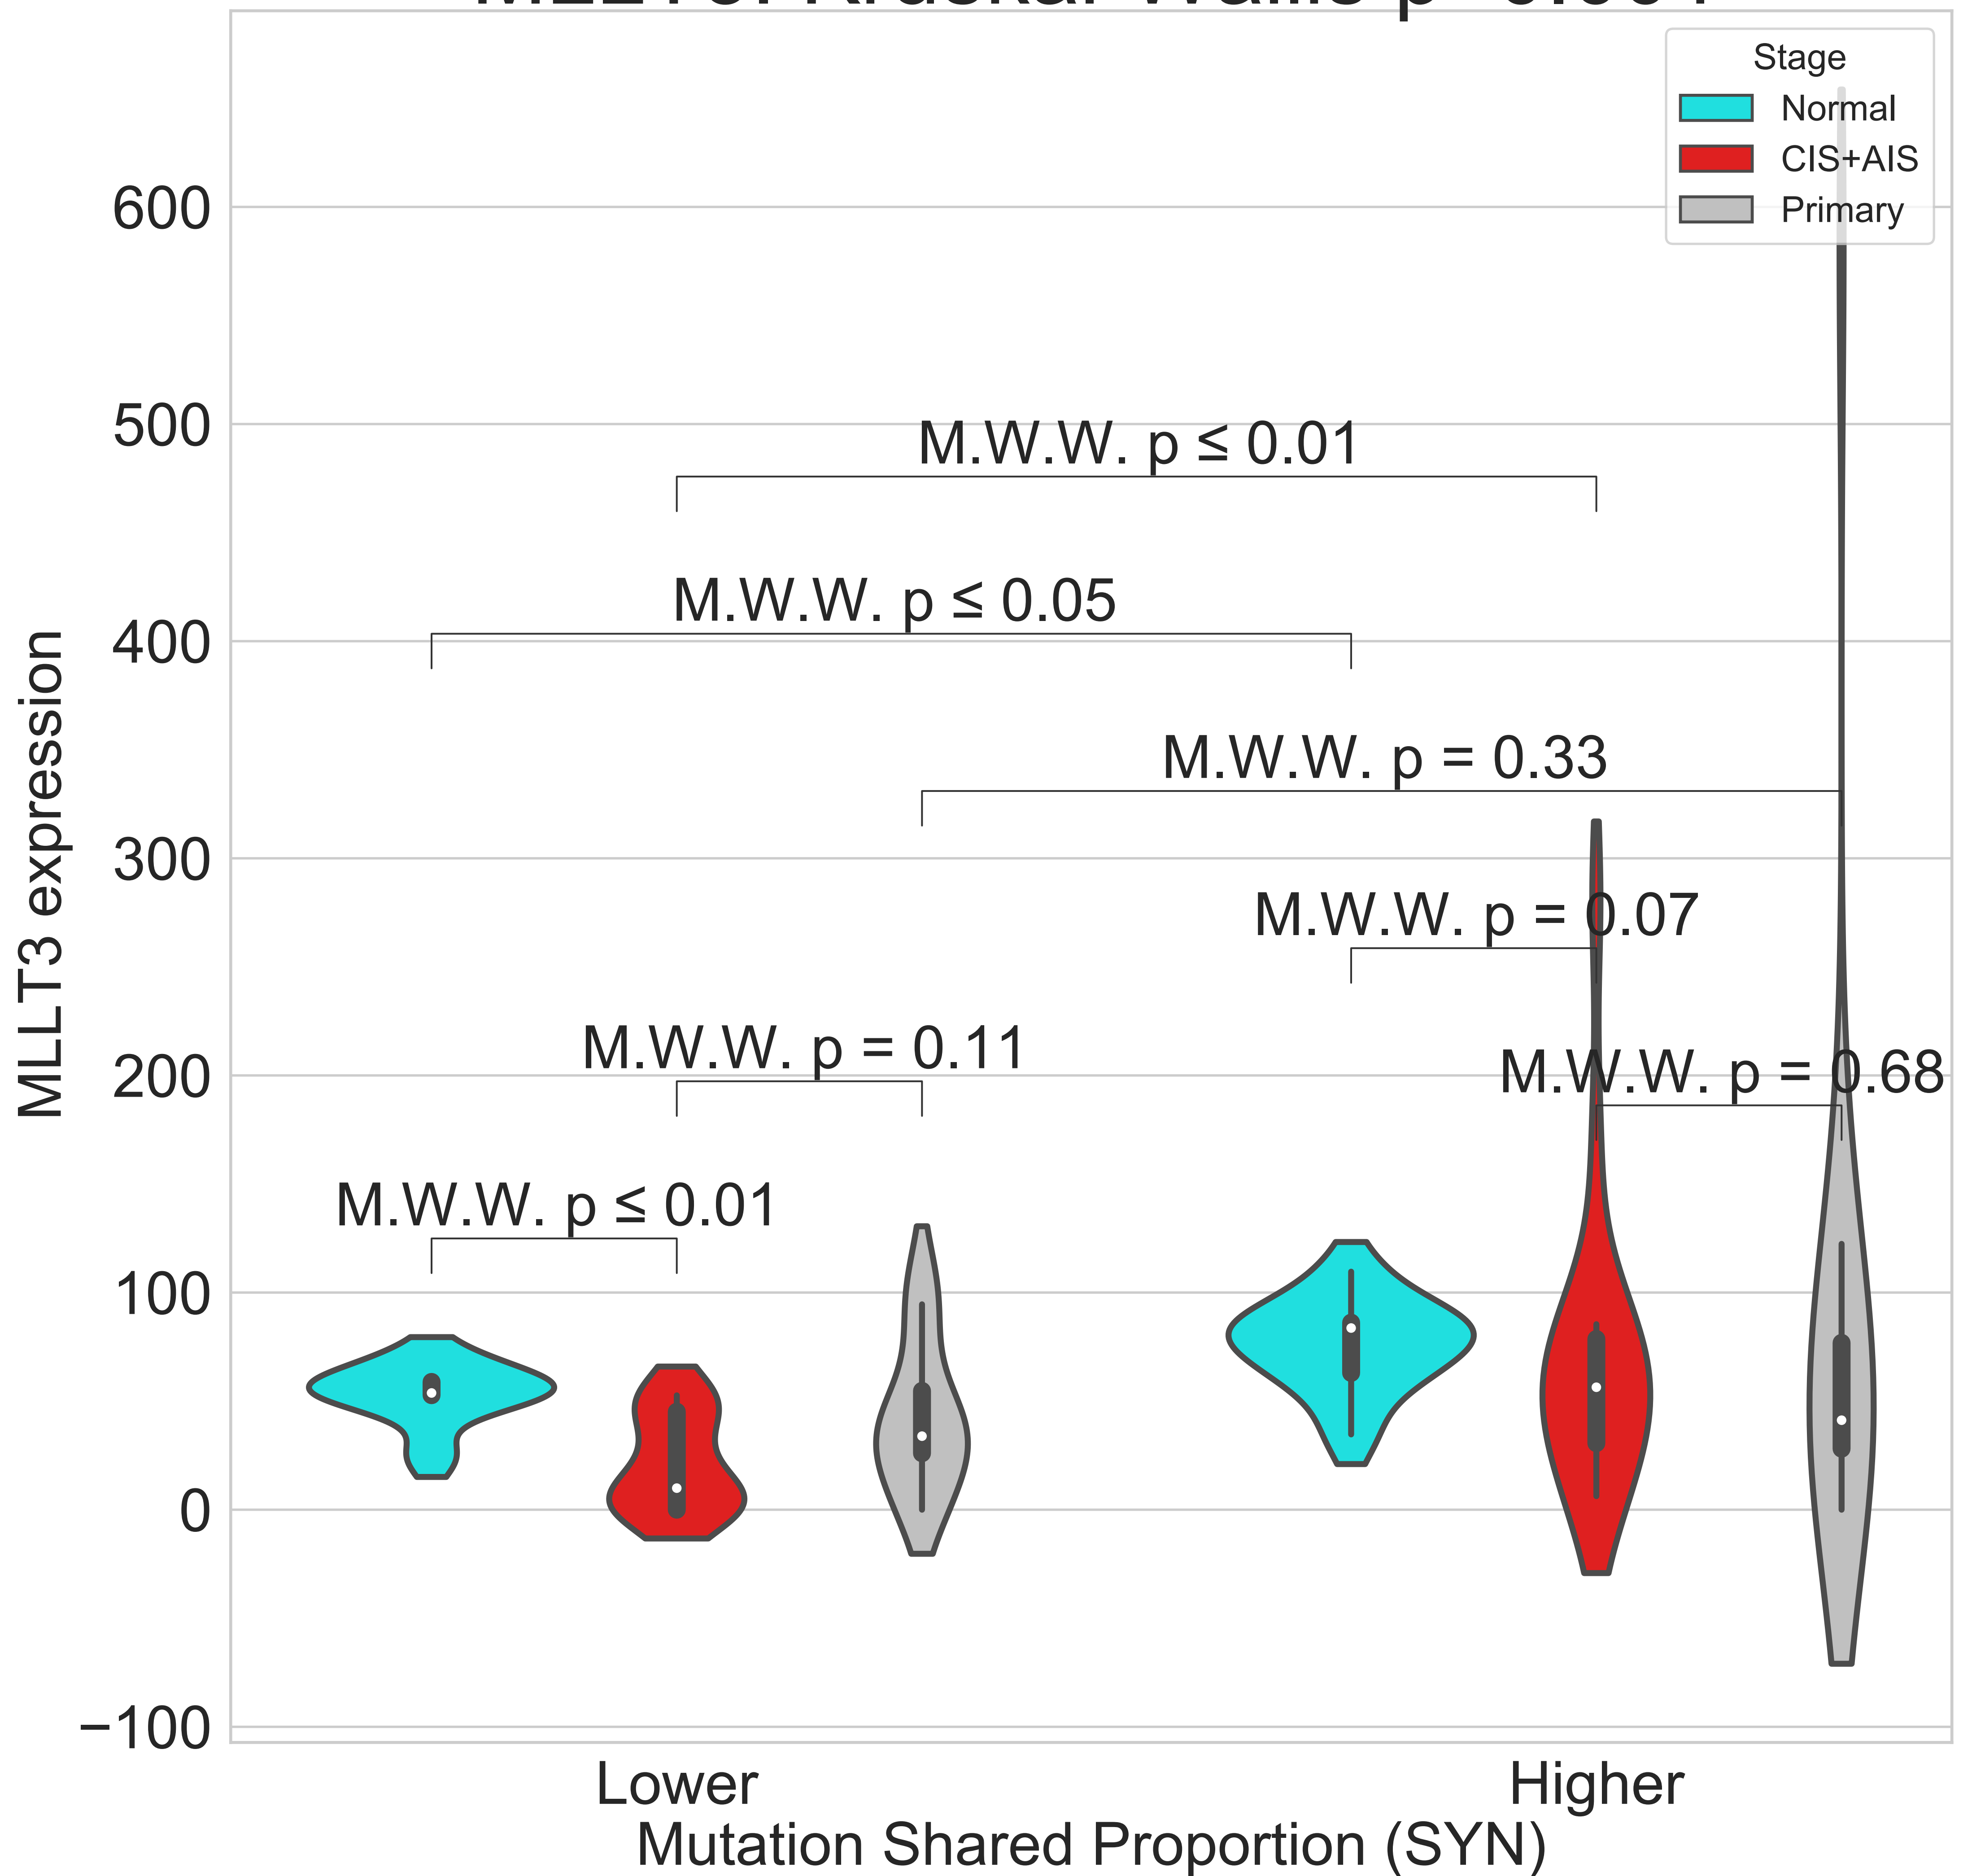 Stage
Normal
CIS+AIS
Primary
600
500
400
300
200
100
0
−100
MLLT3 expression
M.W.W. p ≤ 0.01
M.W.W. p ≤ 0.05
M.W.W. p = 0.33
M.W.W. p = 0.07
M.W.W. p = 0.11
M.W.W. p = 0.68
M.W.W. p ≤ 0.01
Lower
Higher
Mutation Shared Proportion (SYN)